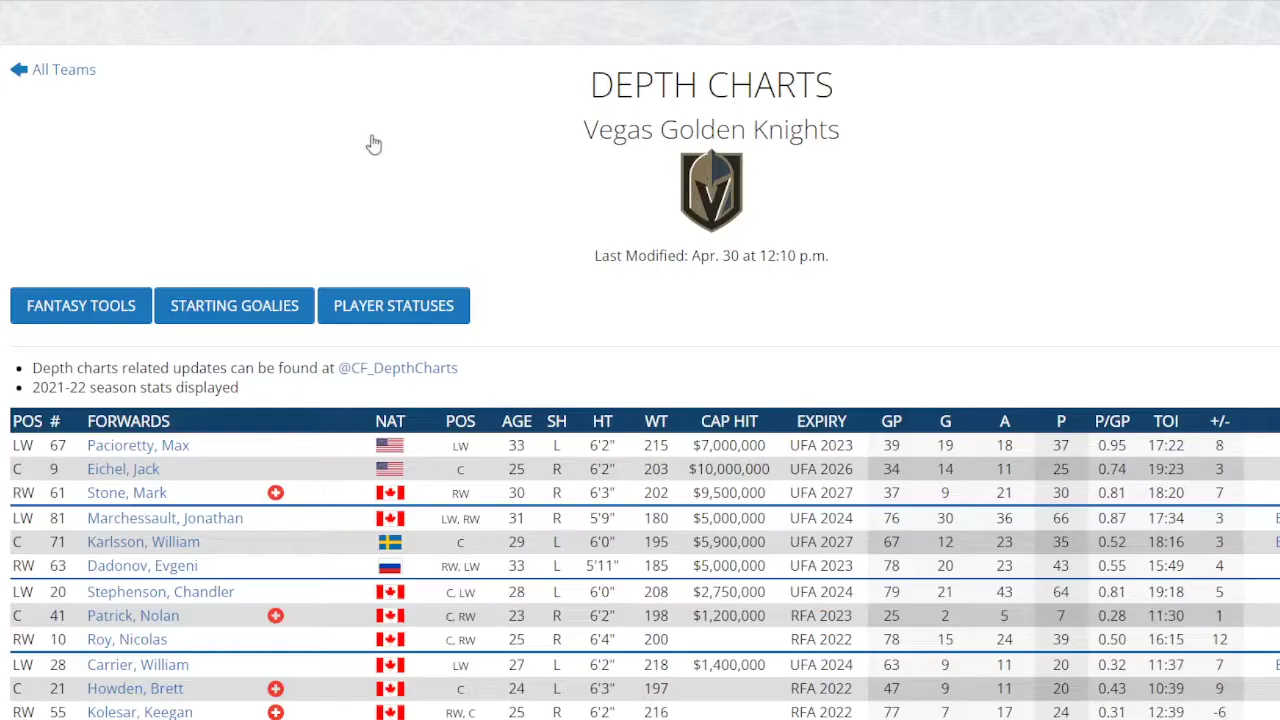 All Teams
DEPTH CHARTS
Vegas Golden Knights
Last Modified: Apr. 30 at 12:10 p.m.
FANTASY TOOLS STARTING GOALIES PLAYER STATUSES
Depth charts related updates can be found at @CF_DepthCharts
2021-22 season stats displayed
POS # FORWARDS NAT POS AGE SH HT WT CAP HIT EXPIRY GP G A P P/GP TOI +/-
LW 67 Pacioretty, Max LW 33 L 6'2" 215 $7,000,000 UFA 2023 39 19 18 37 0.95 17:22 8
C 9 Eichel, Jack C 25 R 6'2" 203 $10,000,000 UFA 2026 34 14 11 25 0.74 19:23 3
RW 61 Stone, Mark RW 30 R 6'3" 202 $9,500,000 UFA 2027 37 9 21 30 0.81 18:20 7
LW 81 Marchessault, Jonathan LW, RW 31 R 5'9" 180 $5,000,000 UFA 2024 76 30 36 66 0.87 17:34 3
C 71 Karlsson, William C 29 L 6'0" 195 $5,900,000 UFA 2027 67 12 23 35 0.52 18:16 3
RW 63 Dadonov, Evgeni RW, LW 33 L 5'11" 185 $5,000,000 UFA 2023 78 20 23 43 0.55 15:49 4
LW 20 Stephenson, Chandler C, LW 28 L 6'0" 208 $2,750,000 UFA 2024 79 21 43 64 0.81 19:18 5
C 41 Patrick, Nolan C, RW 23 R 6'2" 198 $1,200,000 RFA 2023 25 2 5 7 0.28 11:30 1
RW 10 Roy, Nicolas C, RW 25 R 6'4" 200 RFA 2022 78 15 24 39 0.50 16:15 12
LW 28 Carrier, William LW 27 L 6'2" 218 $1,400,000 UFA 2024 63 9 11 20 0.32 11:37 7
C 21 Howden, Brett C 24 L 6'3" 197 RFA 2022 47 9 11 20 0.43 10:39 9
RW 55 Kolesar, Keegan RW, C 25 R 6'2" 216 RFA 2022 77 7 17 24 0.31 12:39 -6